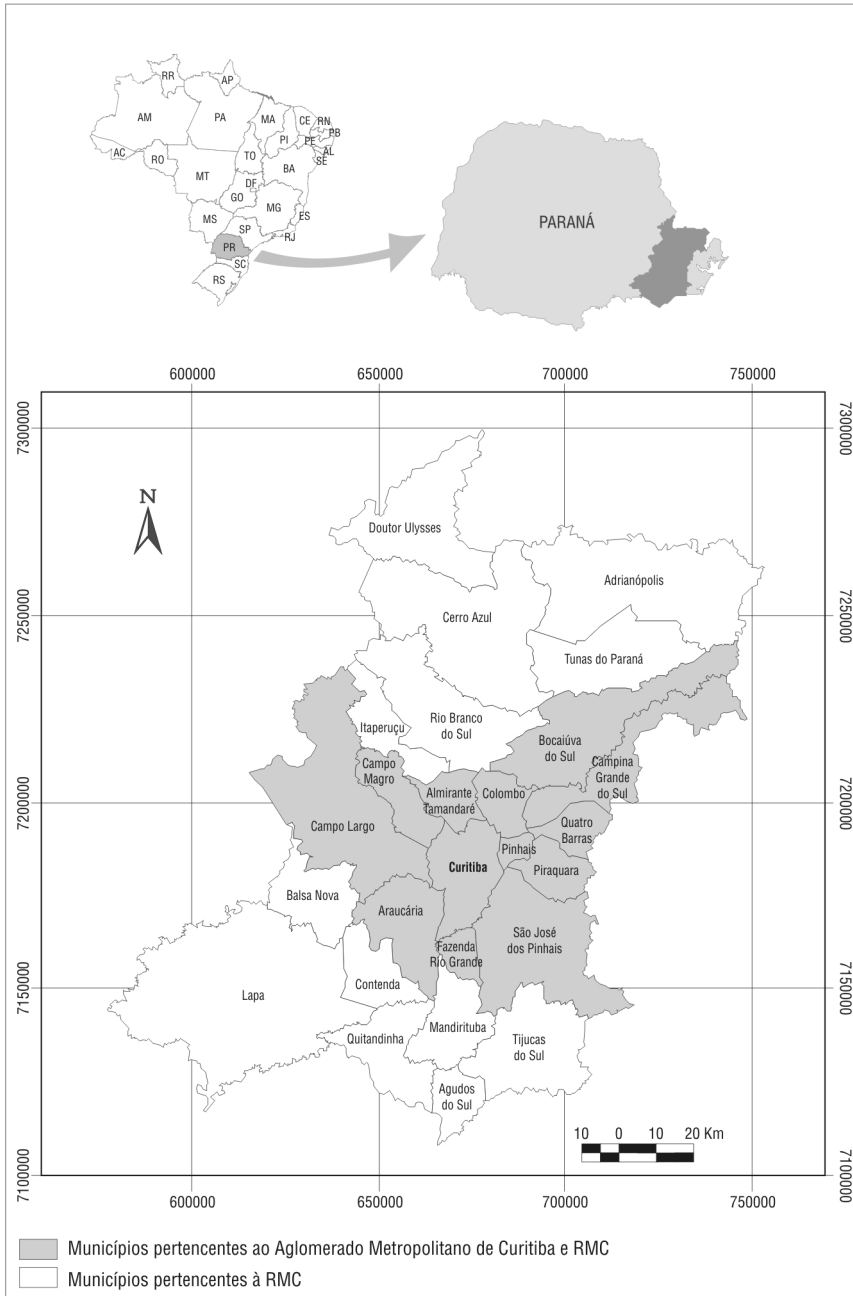 RR
AP
AM
PA
MA
CE
RN
PB
PI
PE
AL
SE
AC
RO
TO
BA
MT
DF
GO
MG
MS
ES
SP
RJ
PR
SC
RS
PARANÁ
600000
650000
700000
750000
7300000
7300000
N
Doutor Ulysses
Adrianópolis
Cerro Azul
7250000
7250000
Tunas do Paraná
Rio Branco
do Sul
Itaperuçu
Bocaiúva
do Sul
Campo
Magro
Campina
Grande
do Sul
Almirante
Tamandaré
Colombo
7200000
7200000
Campo Largo
Quatro
Barras
Pinhais
Curitiba
Piraquara
Balsa Nova
Araucária
São José
dos Pinhais
Fazenda
Rio Grande
Contenda
7150000
7150000
Lapa
Mandirituba
Quitandinha
Tijucas
do Sul
Agudos
do Sul
10 0 10 20 Km
7100000
7100000
600000
650000
700000
750000
Municípios pertencentes ao Aglomerado Metropolitano de Curitiba e RMC
Municípios pertencentes à RMC